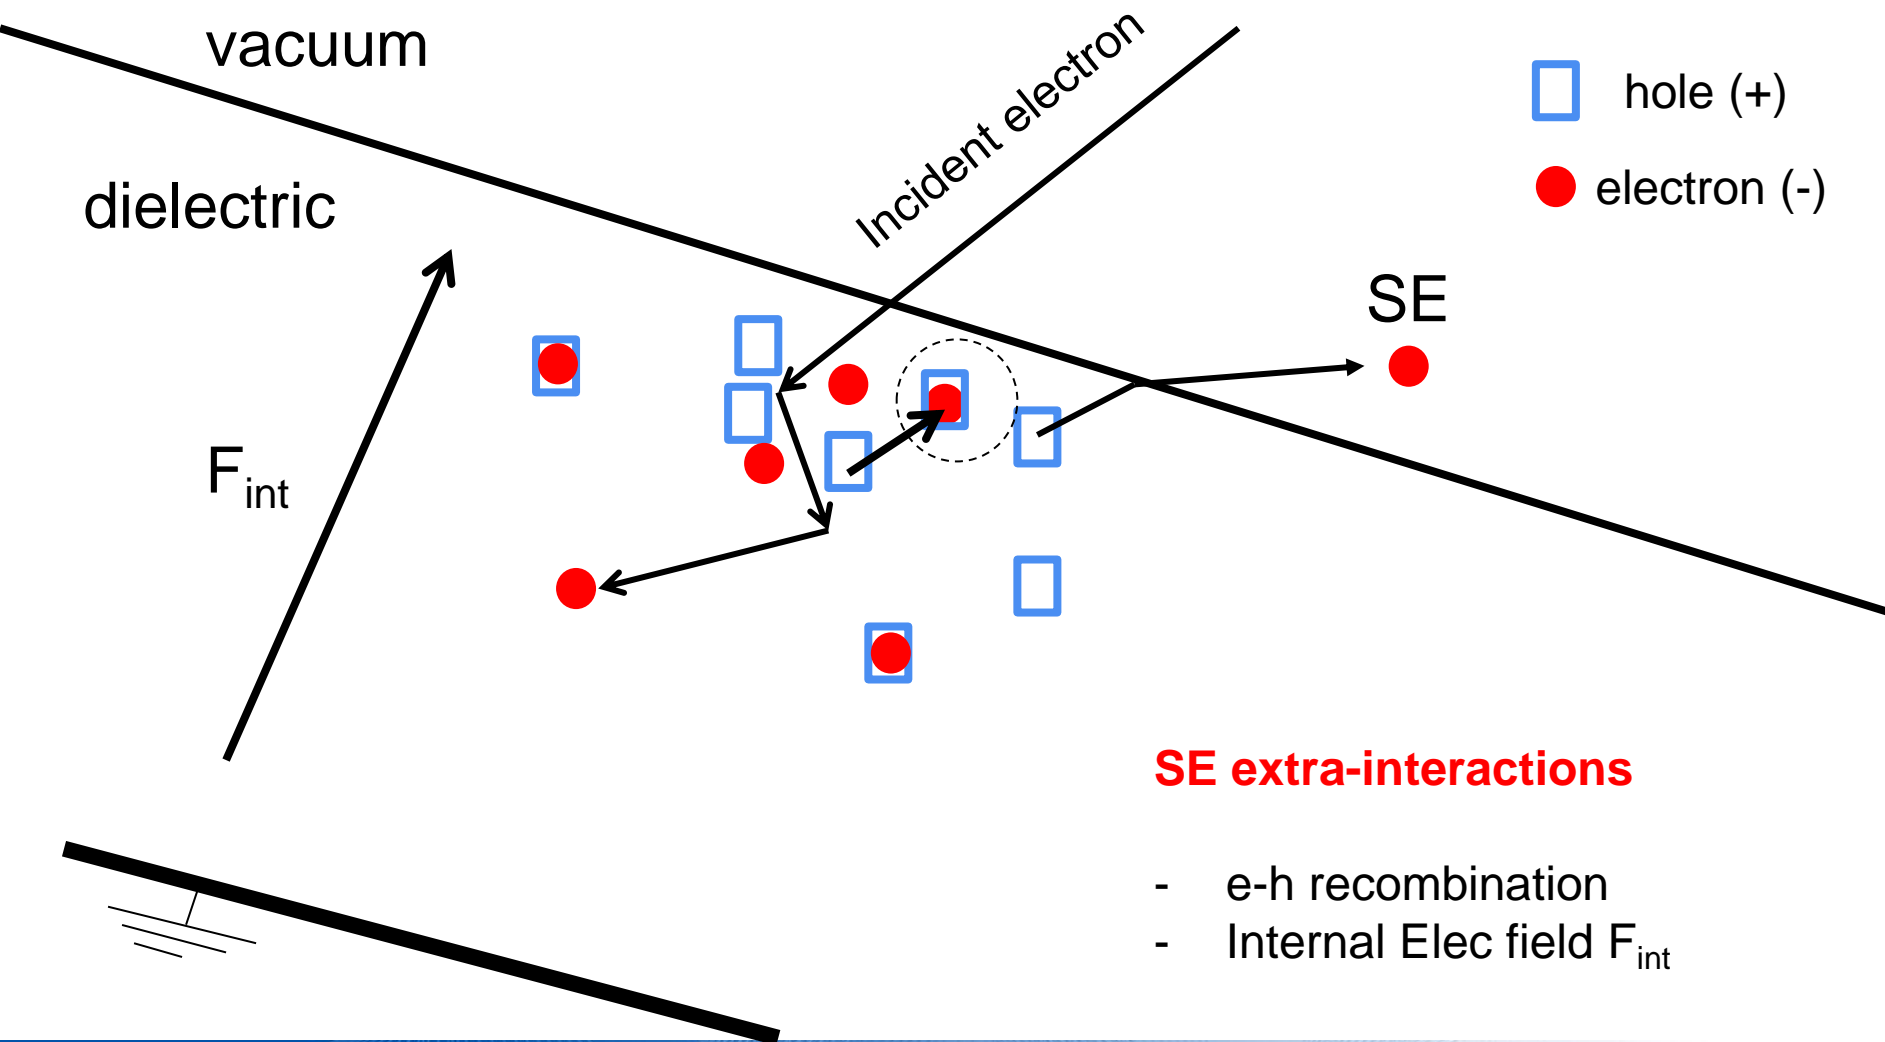 vacuum
Incident electron
hole (+)
dielectric
electron (-)
SE
Fint
SE extra-interactions
- e-h recombination
- Internal Elec field Fint